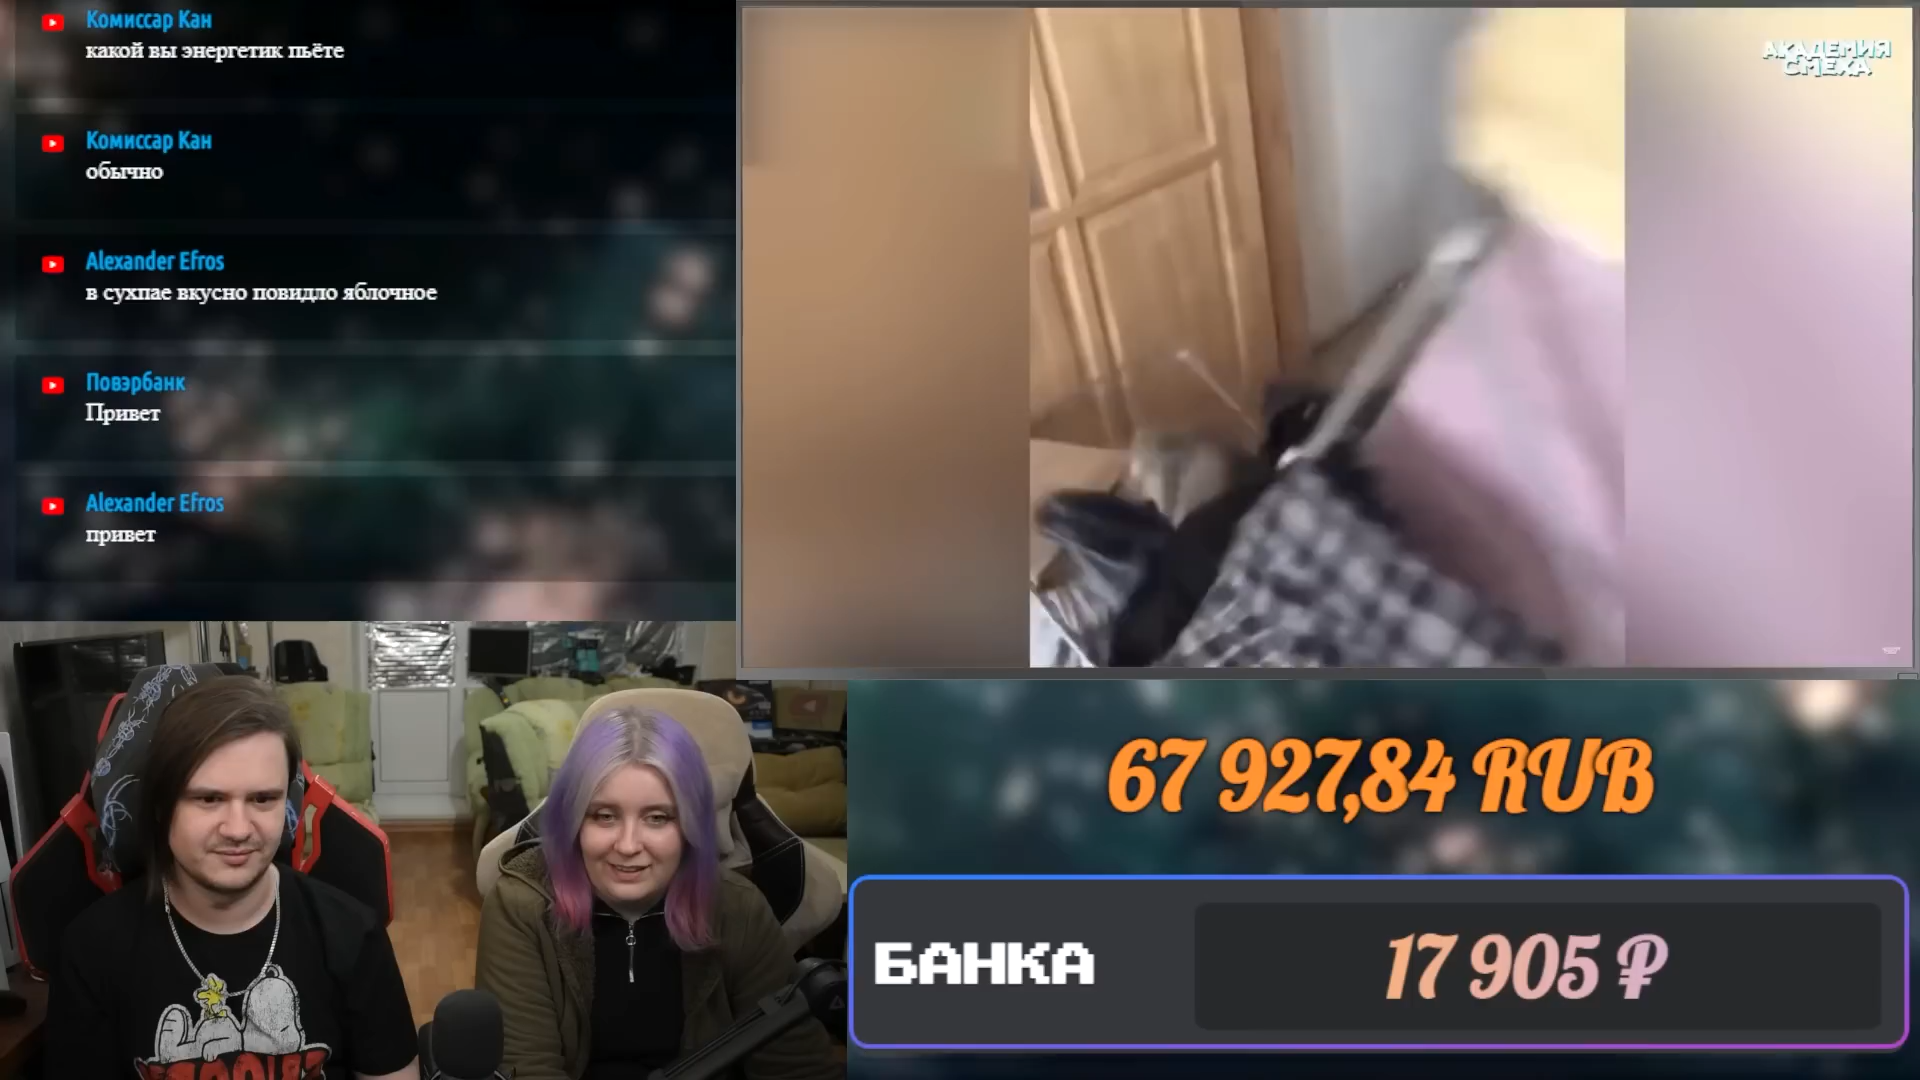 Комиссар Кан
какой вы энергетик пьёте
Комиссар Кан
обычно
Alexander Efros
в сухпае вкусно повидло яблочное
Повэрбанк
Привет
Alexander Efros
привет
АКАДЕМИЯ
СМЕХА
67 927,84 RUB
БАНКА
17 905 ₽